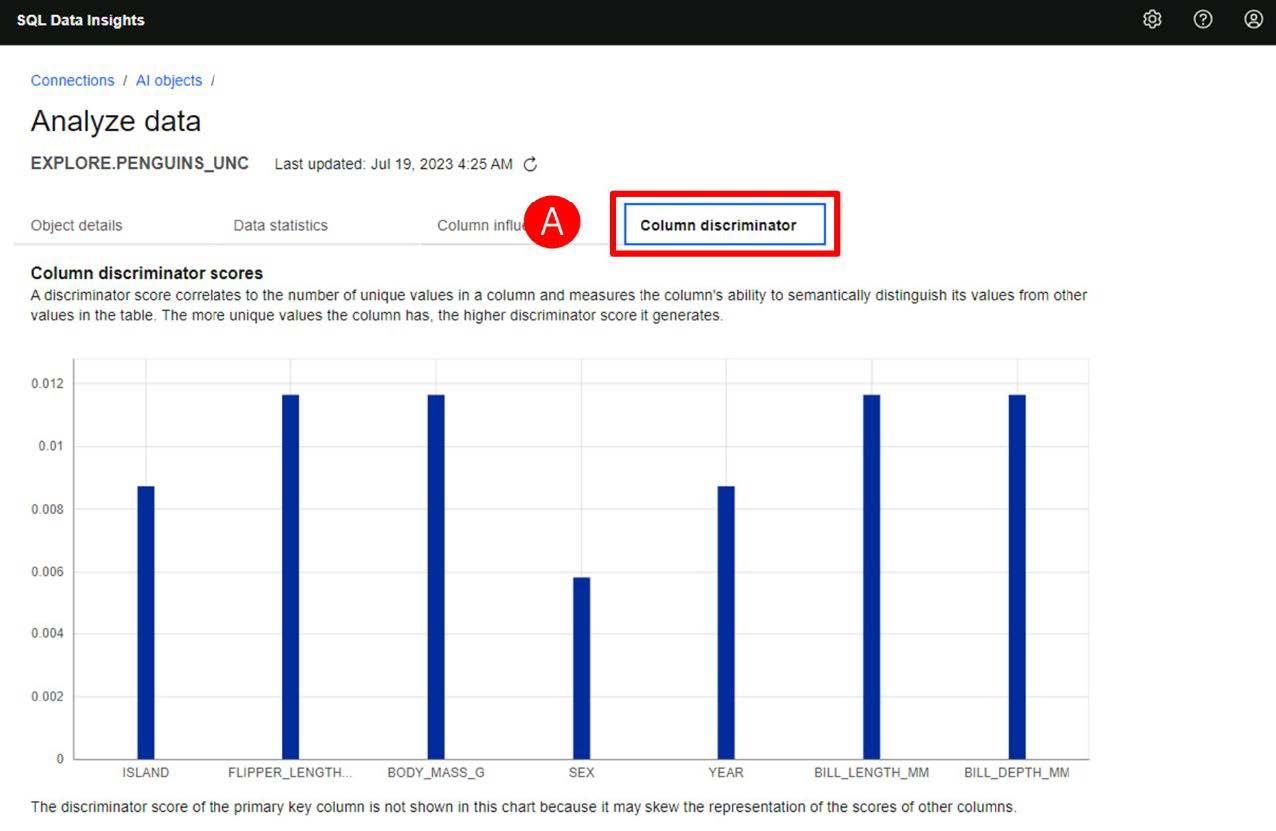 SQL Data Insights
Connections / AI objects /
Analyze data
EXPLORE.PENGUINS_UNC Last updated: Jul 19, 2023 4:25 AM
Object details Data statistics Column influ A Column discriminator
Column discriminator scores
A discriminator score correlates to the number of unique values in a column and measures the column's ability to semantically distinguish its values from other
values in the table. The more unique values the column has, the higher discriminator score it generates.
0.012
0.01
0.008
0.006
0.004
0.002
0
ISLAND FLIPPER_LENGTH... BODY_MASS_G SEX YEAR BILL_LENGTH_MM BILL_DEPTH_MM
The discriminator score of the primary key column is not shown in this chart because it may skew the representation of the scores of other columns.